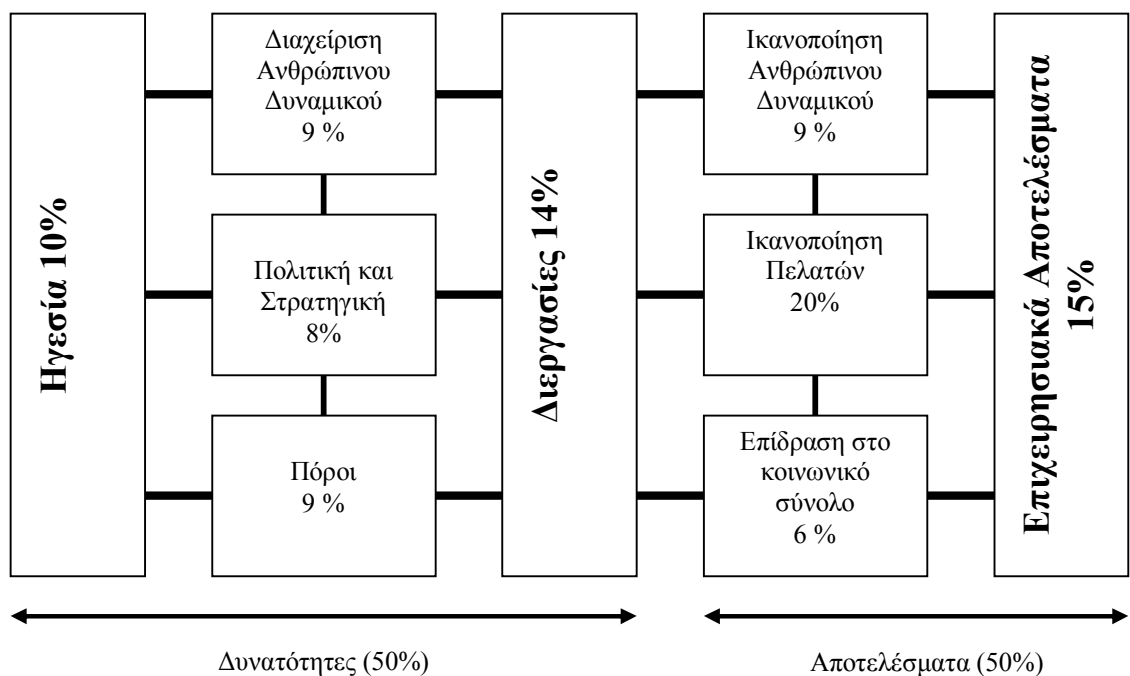 Ηγεσία 10%
Διαχείριση
Ανθρώπινου
Δυναμικού
9 %
Πολιτική και
Στρατηγική
8%
Πόροι
9 %
Διεργασίες 14%
Ικανοποίηση
Ανθρώπινου
Δυναμικού
9 %
Ικανοποίηση
Πελατών
20%
Επίδραση στο
κοινωνικό
σύνολο
6 %
Επιχειρησιακά Αποτελέσματα
15%
Δυνατότητες (50%)
Αποτελέσματα (50%)